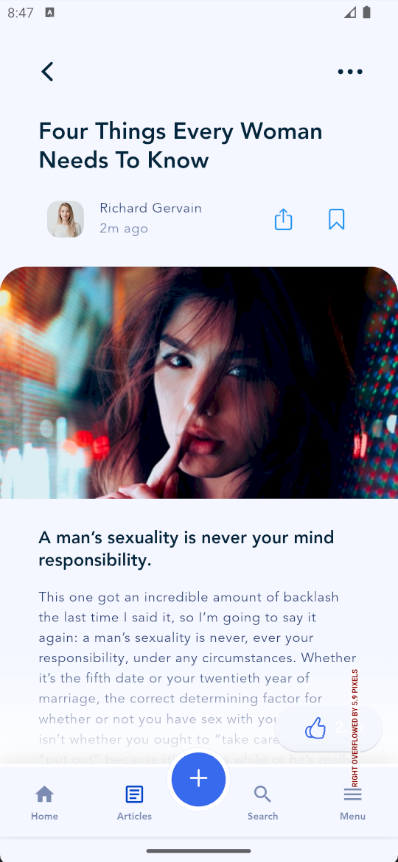 8:47
Four Things Every Woman
Needs To Know
Richard Gervain
2m ago
A man's sexuality is never your mind
responsibility.
This one got an incredible amount of backlash
the last time I said it, so I'm going to say it
again: a man's sexuality is never, ever your
responsibility, under any circumstances. Whether
it's the fifth date or your twentieth year of
marriage, the correct determining factor for
whether or not you have sex with you
isn't whether you ought to "take care
"put out" because it's
RIGHT OVERFLOWED BY 5.9 PIXELS
Home
Articles
+
Search
Menu